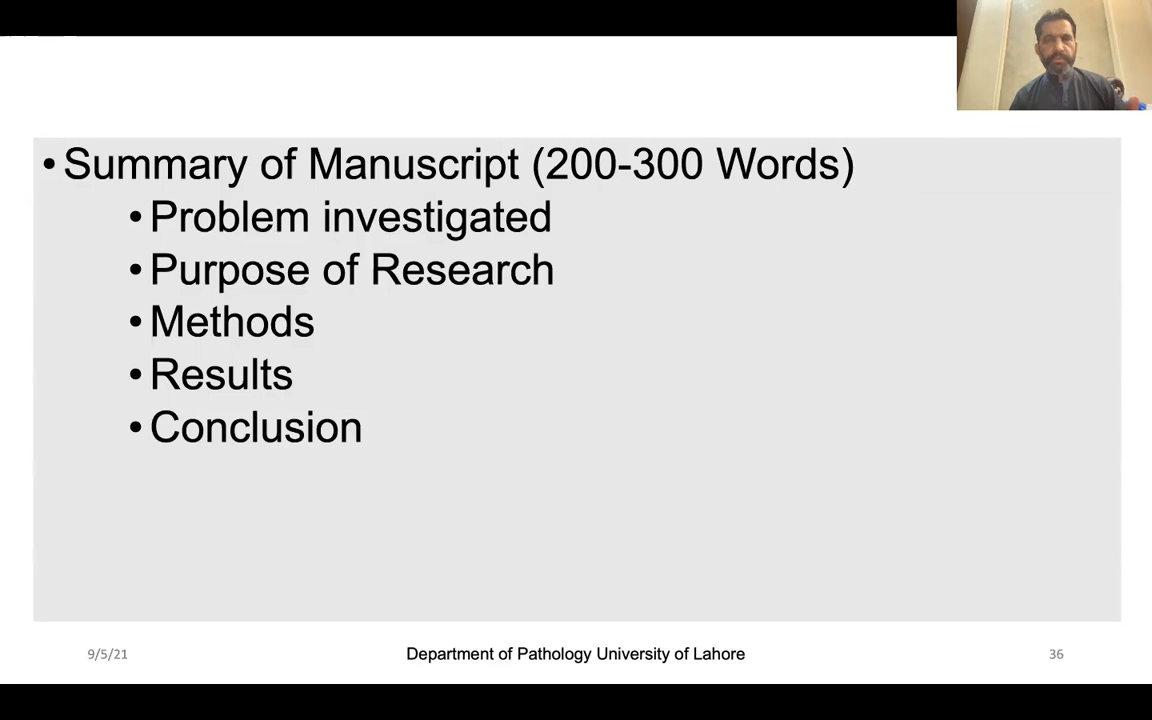 • Summary of Manuscript (200-300 Words)
• Problem investigated
• Purpose of Research
• Methods
• Results
• Conclusion
9/5/21
Department of Pathology University of Lahore
36